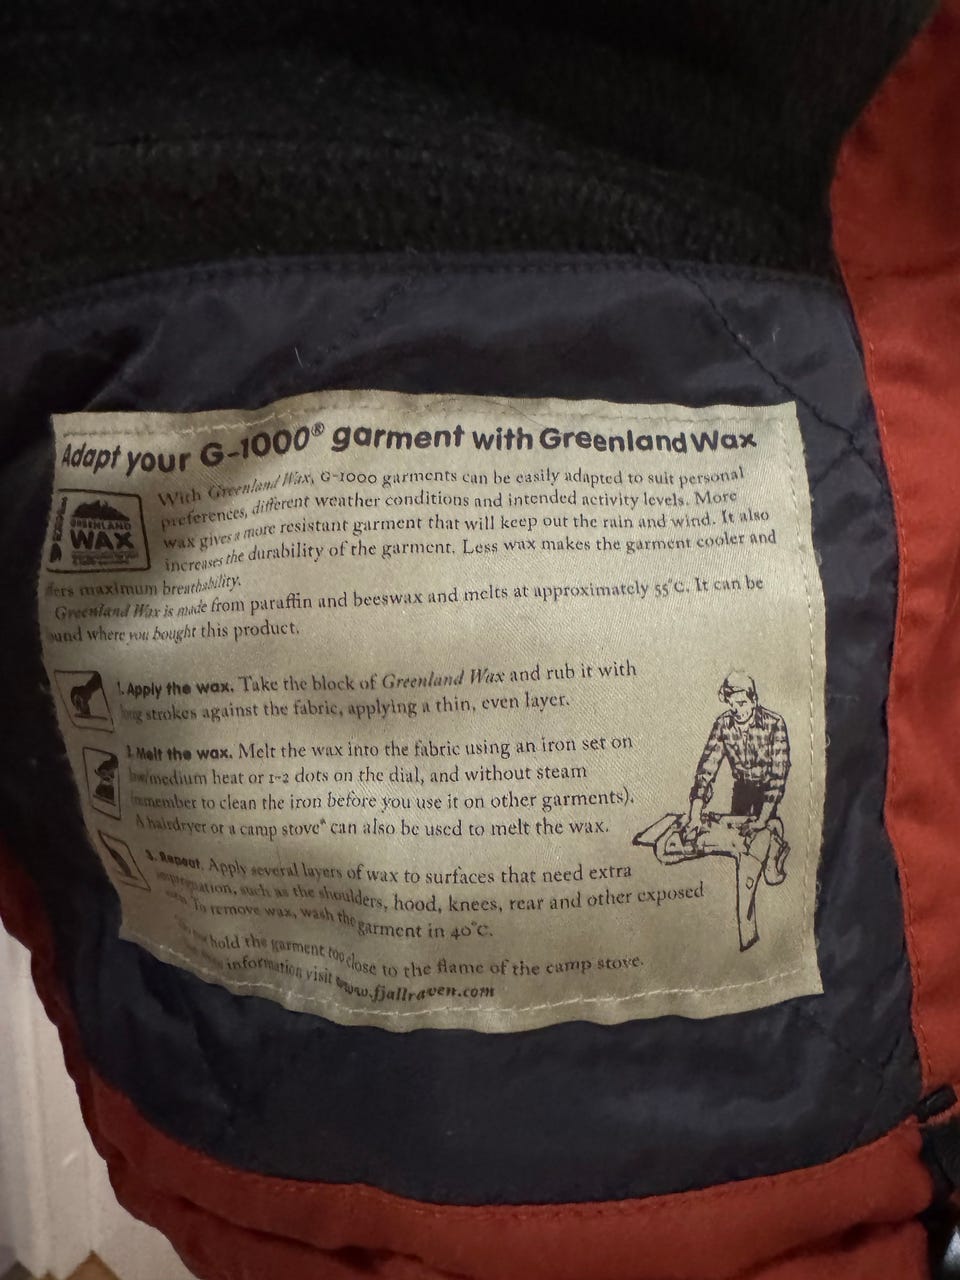 Adapt your G-1000® garment with Greenland Wax
GREENLAND
WAX
With Greenland Wax, G-1000 garments can be easily adapted to suit personal
preferences, different weather conditions and intended activity levels. More
wax gives a more resistant garment that will keep out the rain and wind. It also
increases the durability of the garment. Less wax makes the garment cooler and
maximum breathability.
Greenland Wax is made from paraffin and beeswax and melts at approximately 55°C. It can be
where you bought this product.
1. Apply the wax. Take the block of Greenland Wax and rub it with
long strokes against the fabric, applying a thin, even layer.
2. Melt the wax. Melt the wax into the fabric using an iron set on
low/medium heat or 1-2 dots on the dial, and without steam
to clean the iron before you use it on other garments).
A hairdryer or a camp stove* can also be used to melt the wax.
3. Repeat. Apply several layers of wax to surfaces that need extra
impregnation, such as the shoulders, hood, knees, rear and other exposed
To remove wax, wash the garment in 40°C.
hold the garment too close to the flame of the camp stove.
information visit www.fjallraven.com